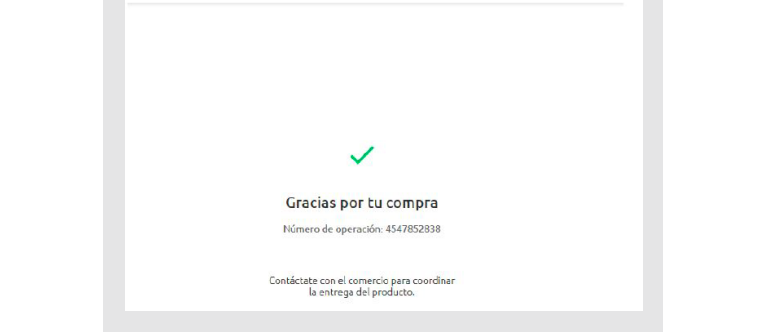 Gracias por tu compra
Número de operación: 4547852838
Contáctate con el comercio para coordinar
la entrega del producto.